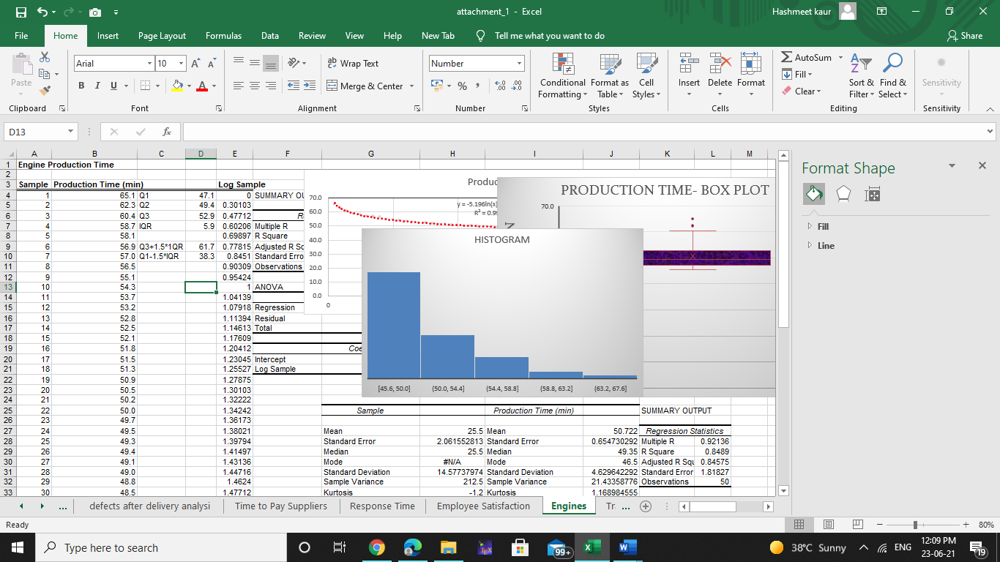 attachment_1 - Excel
Hashmeet kaur
File Home Insert Page Layout Formulas Data Review View Help New Tab Tell me what you want to do Share
Paste
Arial 10
B I U
Wrap Text
Merge & Center
Number
Conditional Formatting
Format as Table
Cell Styles
Insert Delete Format
AutoSum
Fill
Clear
Sort & Filter
Find & Select
Sensitivity
Clipboard Font Alignment Number Styles Cells Editing Sensitivity
D13 fx
A B C D E F G H I J K L M
1 Engine Production Time
2
3 Sample Production Time (min) Log Sample
4 1 65.1 Q1 47.1 0 SUMMARY OU
5 2 62.3 Q2 49.4 0.30103
6 3 60.4 Q3 52.9 0.47712 R
7 4 58.7 IQR 5.9 0.60206 Multiple R
8 5 58.1 0.69897 R Square
9 6 56.9 Q3+1.5*1QR 61.7 0.77815 Adjusted R Sc
10 7 57.0 Q1-1.5*IQR 38.3 0.8451 Standard Erro
11 8 56.5 0.90309 Observations
12 9 55.1 0.95424
13 10 54.3 1 ANOVA
14 11 53.7 1.04139
15 12 53.2 1.07918 Regression
16 13 52.8 1.11394 Residual
17 14 52.5 1.14613 Total
18 15 52.1 1.17609
19 16 51.8 1.20412 Coe
20 17 51.5 1.23045 Intercept
21 18 51.3 1.25527 Log Sample
22 19 50.9 1.27875
23 20 50.5 1.30103
24 21 50.2 1.32222
25 22 50.0 1.34242 Sample Production Time (min) SUMMARY OUTPUT
26 23 49.7 1.36173
27 24 49.5 1.38021 Mean 25.5 Mean 50.722 Regression Statistics
28 25 49.3 1.39794 Standard Error 2.061552813 Standard Error 0.654730292 Multiple R 0.92136
29 26 49.4 1.41497 Median 25.5 Median 49.35 R Square 0.8489
30 27 49.1 1.43136 Mode #N/A Mode 46.5 Adjusted R Squ 0.84575
31 28 49.0 1.44716 Standard Deviation 14.57737974 Standard Deviation 4.629642292 Standard Error 1.81827
32 29 48.8 1.4624 Sample Variance 212.5 Sample Variance 21.43358776 Observations 50
33 30 48.5 1.47712 Kurtosis -1.2 Kurtosis 1.168984555
Produc
y = -5.196ln(x)
R² = 0.9
70.0
60.0
50.0
40.0
30.0
20.0
10.0
0.0
0
PRODUCTION TIME- BOX PLOT
70.0
HISTOGRAM
[45.6, 50.0] (50.0, 54.4] (54.4, 58.8] (58.8, 63.2] (63.2, 67.6]
Format Shape
Fill
Line
... defects after delivery analysi Time to Pay Suppliers Response Time Employee Satisfaction Engines Tr ...
Ready
80%
Type here to search
99+
38°C Sunny
ENG
12:09 PM
23-06-21
19